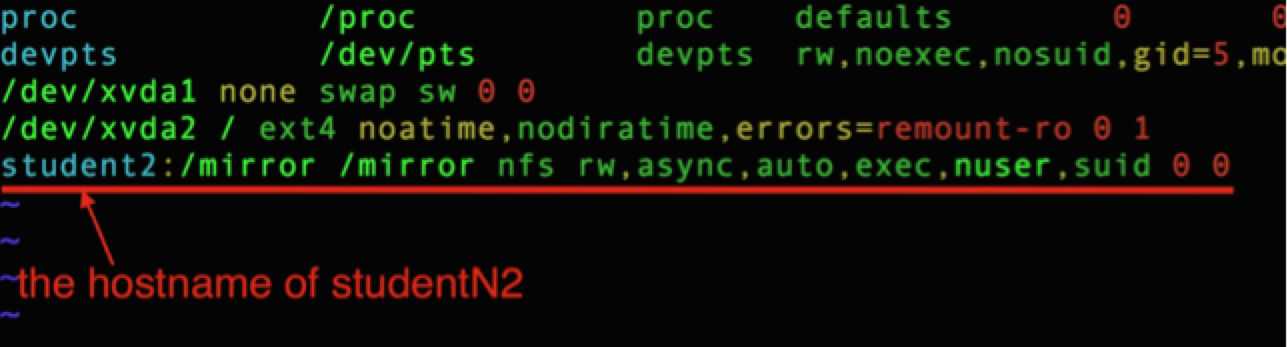 proc /proc proc defaults 0 0
devpts /dev/pts devpts rw,noexec,nosuid,gid=5,mo
/dev/xvda1 none swap sw 0 0
/dev/xvda2 / ext4 noatime,nodiratime,errors=remount-ro 0 1
student2:/mirror /mirror nfs rw,async,auto,exec,nuser,suid 0 0
~
~
~the hostname of studentN2
~